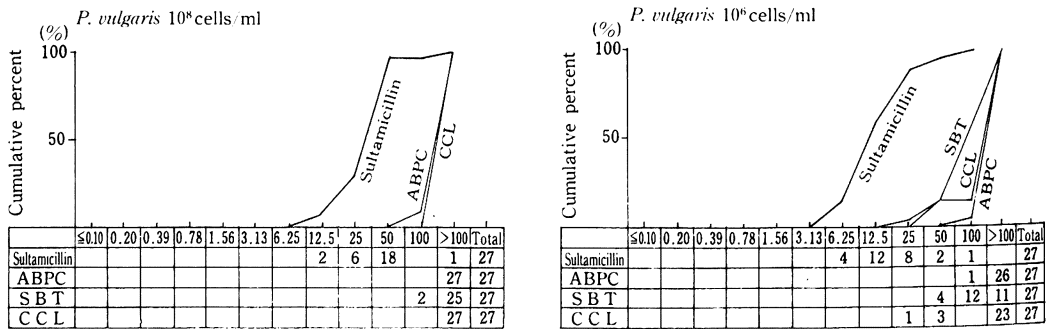 P. vulgaris 10⁸ cells/ml
(%)
100
50
Cumulative percent
Sultamicillin
ABPC
CCL
≦0.10 0.20 0.39 0.78 1.56 3.13 6.25 12.5 25 50 100 >100 Total
Sultamicillin 2 6 18 1 27
ABPC 27 27
SBT 2 25 27
CCL 27 27
P. vulgaris 10⁶ cells/ml
(%)
100
50
Cumulative percent
Sultamicillin
SBT
CCL
ABPC
≦0.10 0.20 0.39 0.78 1.56 3.13 6.25 12.5 25 50 100 >100 Total
Sultamicillin 4 12 8 2 1 27
ABPC 1 26 27
SBT 4 12 11 27
CCL 1 3 23 27